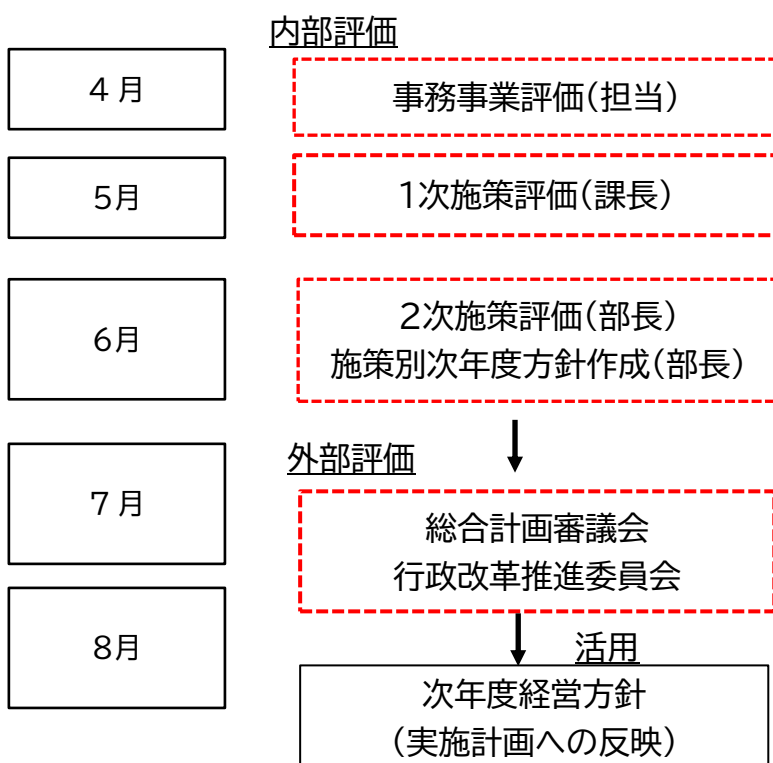 内部評価
4月
事務事業評価(担当)
5月
1次施策評価(課長)
6月
2次施策評価(部長)
施策別次年度方針作成(部長)
外部評価
7月
総合計画審議会
行政改革推進委員会
8月
活用
次年度経営方針
(実施計画への反映)